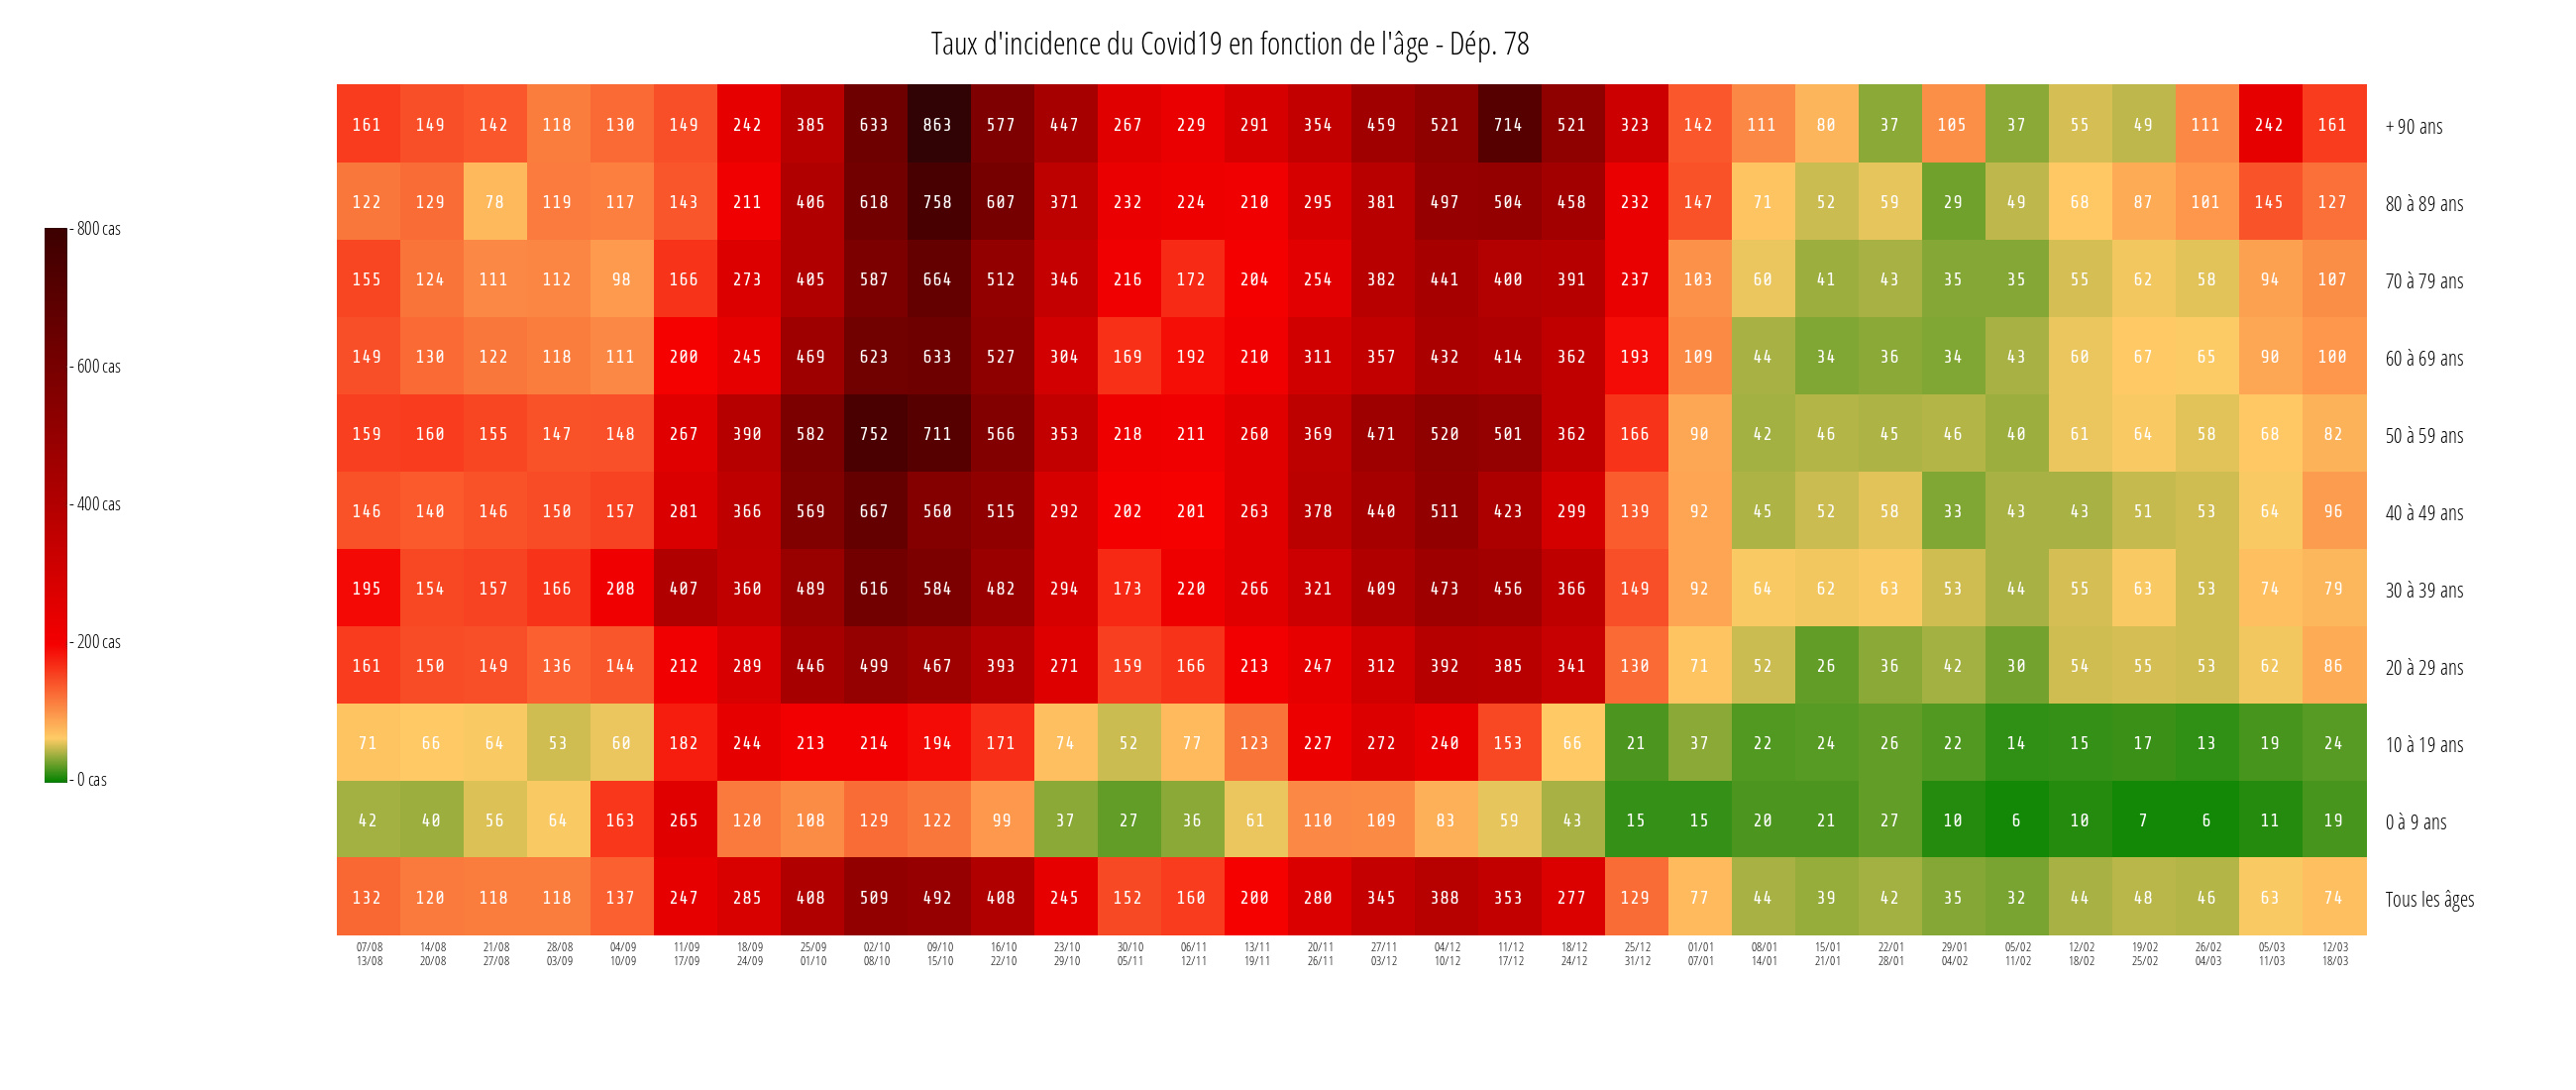 Taux d'incidence du Covid19 en fonction de l'âge - Dép. 78
161 149 142 118 130 149 242 385 633 863 577 447 267 229 291 354 459 521 714 521 323 142 111 80 37 105 37 55 49 111 242 161 + 90 ans
122 129 78 119 117 143 211 406 618 758 607 371 232 224 210 295 381 497 504 458 232 147 71 52 59 29 49 68 87 101 145 127 80 à 89 ans
- 800 cas
155 124 111 112 98 166 273 405 587 664 512 346 216 172 204 254 382 441 400 391 237 103 60 41 43 35 35 55 62 58 94 107 70 à 79 ans
149 130 122 118 111 200 245 469 623 633 527 304 169 192 210 311 357 432 414 362 193 109 44 34 36 34 43 60 67 65 90 100 60 à 69 ans
- 600 cas
159 160 155 147 148 267 390 582 752 711 566 353 218 211 260 369 471 520 501 362 166 90 42 46 45 46 40 61 64 58 68 82 50 à 59 ans
- 400 cas
146 140 146 150 157 281 366 569 667 560 515 292 202 201 263 378 440 511 423 299 139 92 45 52 58 33 43 43 51 53 64 96 40 à 49 ans
195 154 157 166 208 407 360 489 616 584 482 294 173 220 266 321 409 473 456 366 149 92 64 62 63 53 44 55 63 53 74 79 30 à 39 ans
- 200 cas
161 150 149 136 144 212 289 446 499 467 393 271 159 166 213 247 312 392 385 341 130 71 52 26 36 42 30 54 55 53 62 86 20 à 29 ans
71 66 64 53 60 182 244 213 214 194 171 74 52 77 123 227 272 240 153 66 21 37 22 24 26 22 14 15 17 13 19 24 10 à 19 ans
- 0 cas
42 40 56 64 163 265 120 108 129 122 99 37 27 36 61 110 109 83 59 43 15 15 20 21 27 10 6 10 7 6 11 19 0 à 9 ans
132 120 118 118 137 247 285 408 509 492 408 245 152 160 200 280 345 388 353 277 129 77 44 39 42 35 32 44 48 46 63 74 Tous les âges
07/08 14/08 21/08 28/08 04/09 11/09 18/09 25/09 02/10 09/10 16/10 23/10 30/10 06/11 13/11 20/11 27/11 04/12 11/12 18/12 25/12 01/01 08/01 15/01 22/01 29/01 05/02 12/02 19/02 26/02 05/03 12/03
13/08 20/08 27/08 03/09 10/09 17/09 24/09 01/10 08/10 15/10 22/10 29/10 05/11 12/11 19/11 26/11 03/12 10/12 17/12 24/12 31/12 07/01 14/01 21/01 28/01 04/02 11/02 18/02 25/02 04/03 11/03 18/03